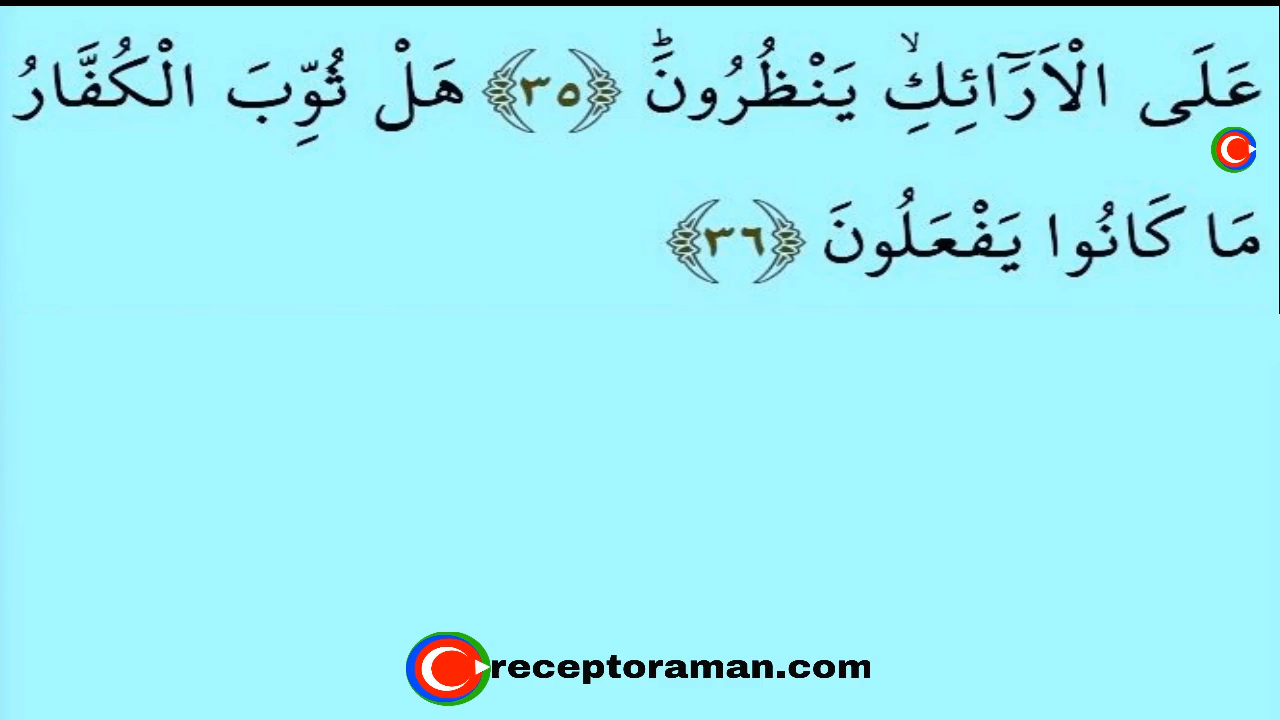 عَلَى الْاَرَآئِكِۙ يَنْظُرُونَۜ ﴿٣٥﴾ هَلْ ثُوِّبَ الْكُفَّارُ
مَا كَانُوا يَفْعَلُونَ ﴿٣٦﴾
receptoraman.com